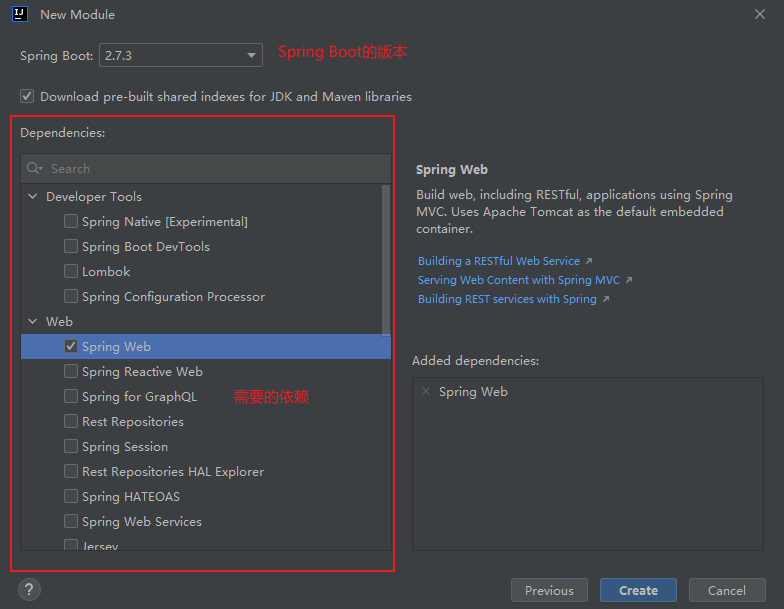 New Module
Spring Boot: 2.7.3 Spring Boot的版本
Download pre-built shared indexes for JDK and Maven libraries
Dependencies:
Search
Developer Tools
Spring Native [Experimental]
Spring Boot DevTools
Lombok
Spring Configuration Processor
Web
Spring Web
Spring Reactive Web
Spring for GraphQL 需要的依赖
Rest Repositories
Spring Session
Rest Repositories HAL Explorer
Spring HATEOAS
Spring Web Services
Jersey
Spring Web
Build web, including RESTful, applications using Spring
MVC. Uses Apache Tomcat as the default embedded
container.
Building a RESTful Web Service
Serving Web Content with Spring MVC
Building REST services with Spring
Added dependencies:
Spring Web
? Previous Create Cancel